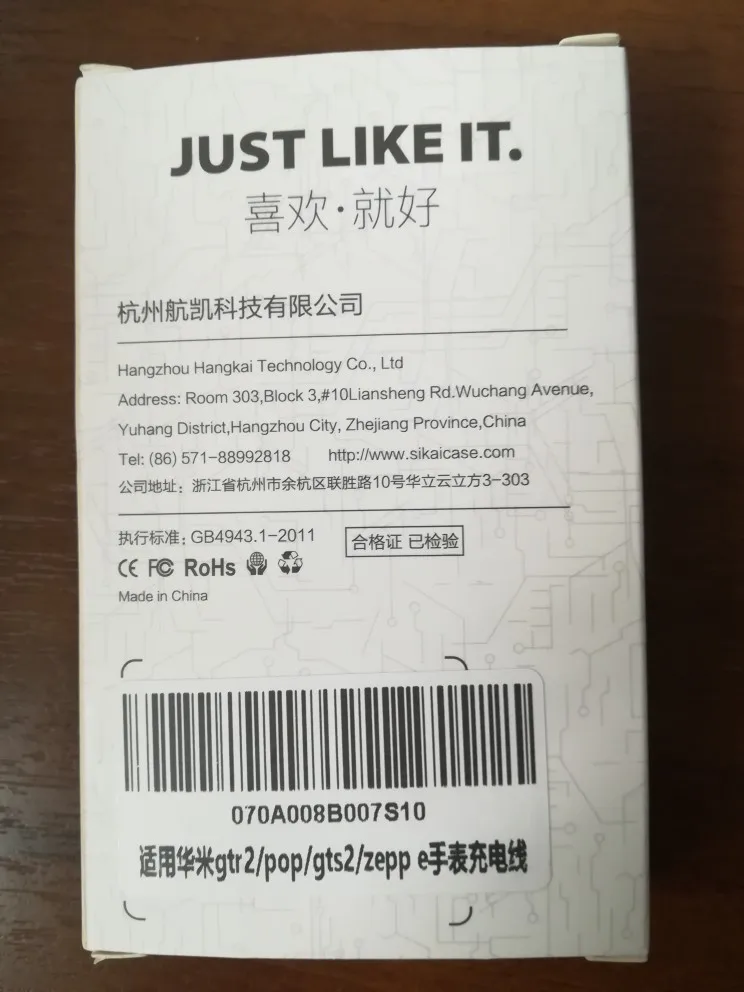 JUST LIKE IT.
喜欢·就好
杭州航凯科技有限公司
Hangzhou Hangkai Technology Co., Ltd
Address: Room 303,Block 3,#10Liansheng Rd.Wuchang Avenue,
Yuhang District,Hangzhou City, Zhejiang Province,China
Tel: (86) 571-88992818 http://www.sikaicase.com
公司地址：浙江省杭州市余杭区联胜路10号华立云立方3-303
执行标准：GB4943.1-2011 合格证 已检验
CE FC RoHs
Made in China
070A008B007S10
适用华米gtr2/pop/gts2/zepp e手表充电线